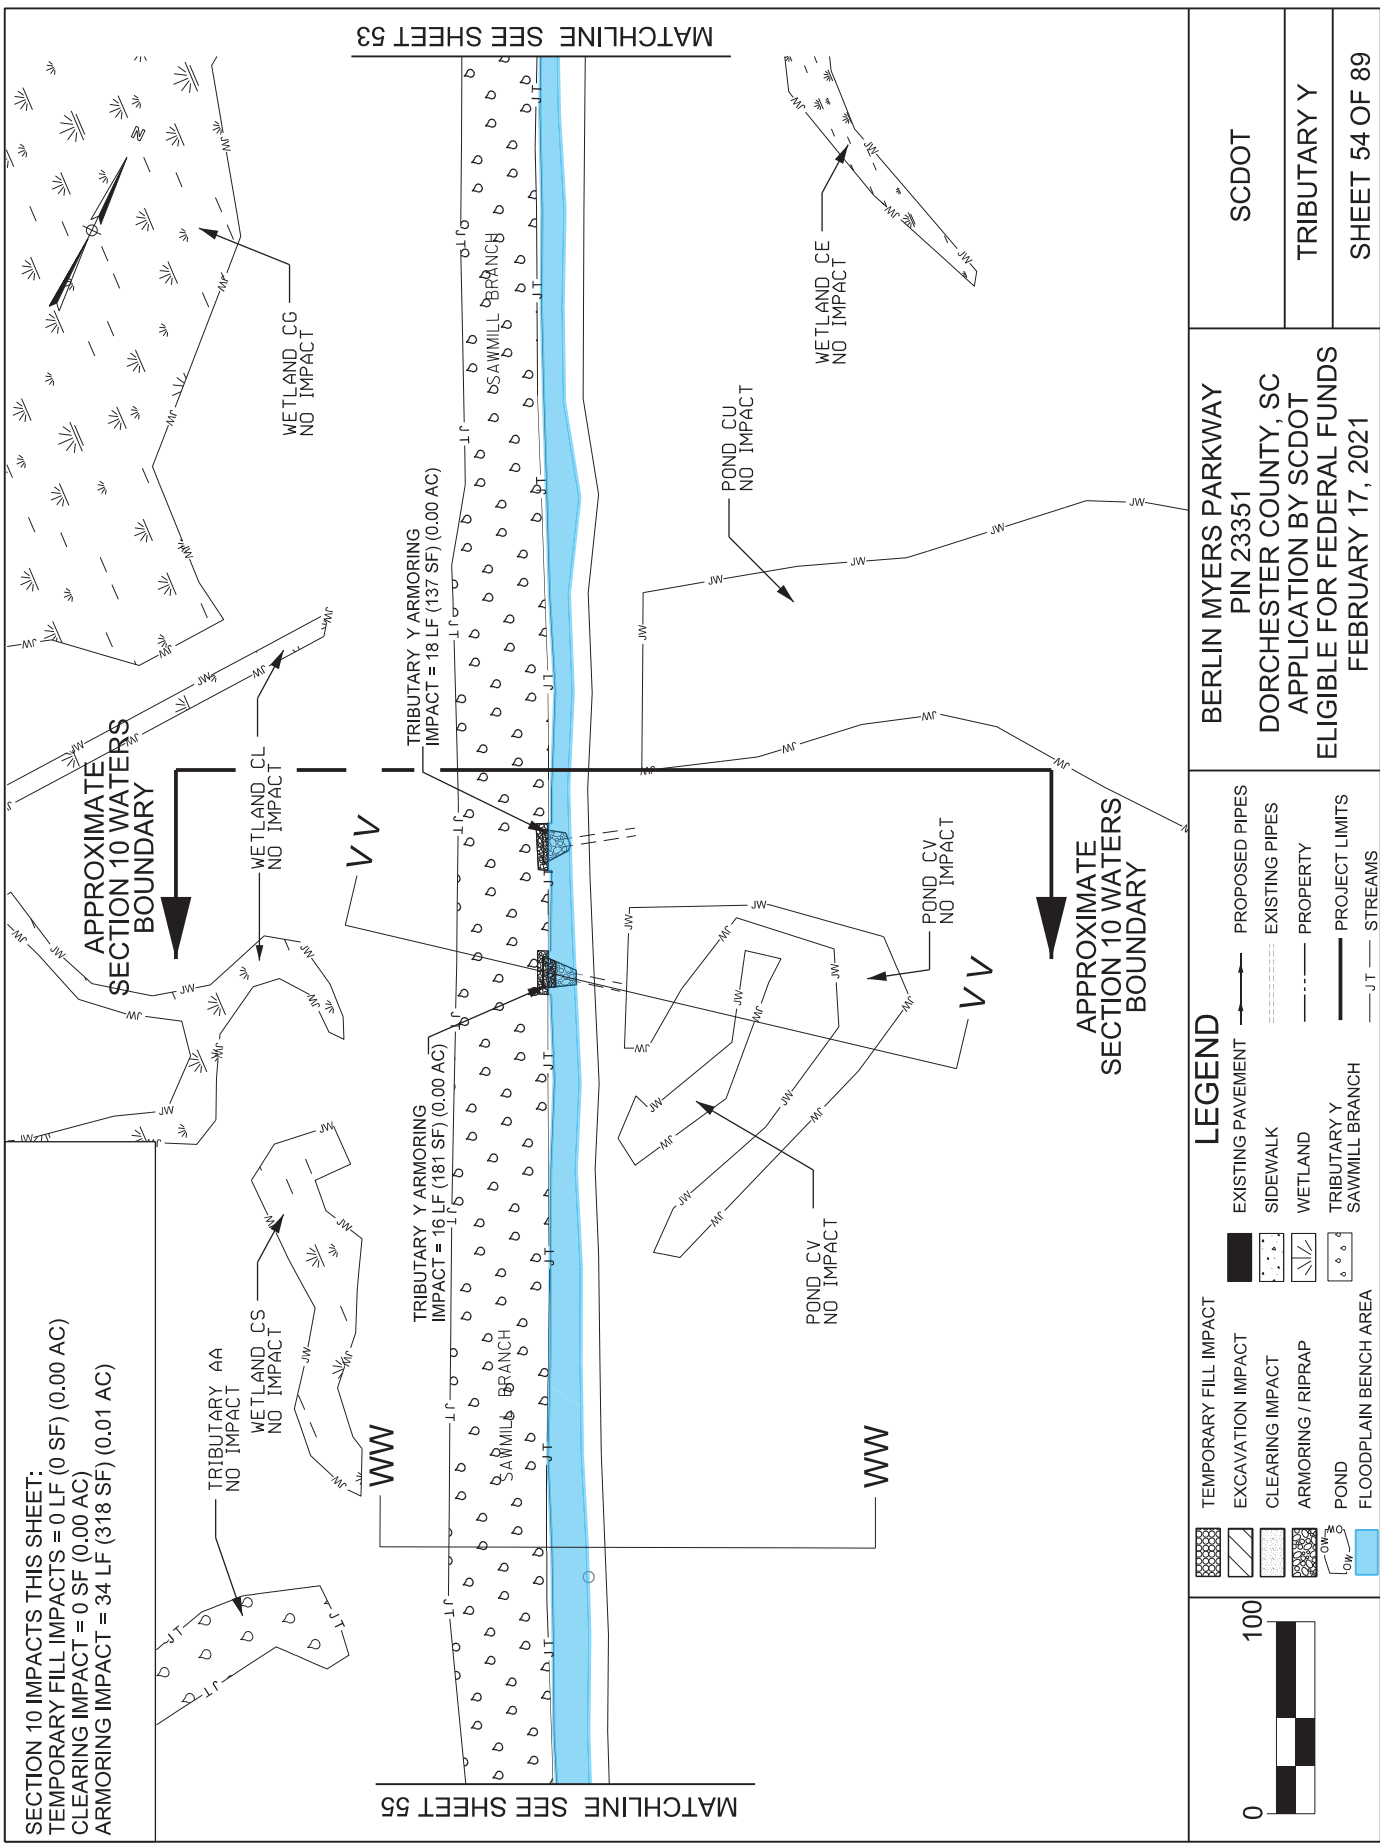 SECTION 10 IMPACTS THIS SHEET:
TEMPORARY FILL IMPACTS = 0 LF (0 SF) (0.00 AC)
CLEARING IMPACT = 0 SF (0.00 AC)
ARMORING IMPACT = 34 LF (318 SF) (0.01 AC)
TRIBUTARY AA
NO IMPACT
WETLAND CS
NO IMPACT
APPROXIMATE
SECTION 10 WATERS
BOUNDARY
WETLAND CL
NO IMPACT
WETLAND CG
NO IMPACT
N
MATCHLINE SEE SHEET 55
MATCHLINE SEE SHEET 53
WW
V V
TRIBUTARY Y ARMORING
IMPACT = 16 LF (181 SF) (0.00 AC)
TRIBUTARY Y ARMORING
IMPACT = 18 LF (137 SF) (0.00 AC)
SAWMILL BRANCH
SAWMILL BRANCH
JT
JW
POND CU
NO IMPACT
WETLAND CE
NO IMPACT
POND CV
NO IMPACT
POND CV
NO IMPACT
WW
V V
APPROXIMATE
SECTION 10 WATERS
BOUNDARY
0
100
LEGEND
TEMPORARY FILL IMPACT
EXCAVATION IMPACT
CLEARING IMPACT
ARMORING / RIPRAP
OW
POND
FLOODPLAIN BENCH AREA
EXISTING PAVEMENT
SIDEWALK
WETLAND
TRIBUTARY Y
SAWMILL BRANCH
PROPOSED PIPES
EXISTING PIPES
PROPERTY
PROJECT LIMITS
JT
STREAMS
BERLIN MYERS PARKWAY
PIN 23351
DORCHESTER COUNTY, SC
APPLICATION BY SCDOT
ELIGIBLE FOR FEDERAL FUNDS
FEBRUARY 17, 2021
SCDOT
TRIBUTARY Y
SHEET 54 OF 89